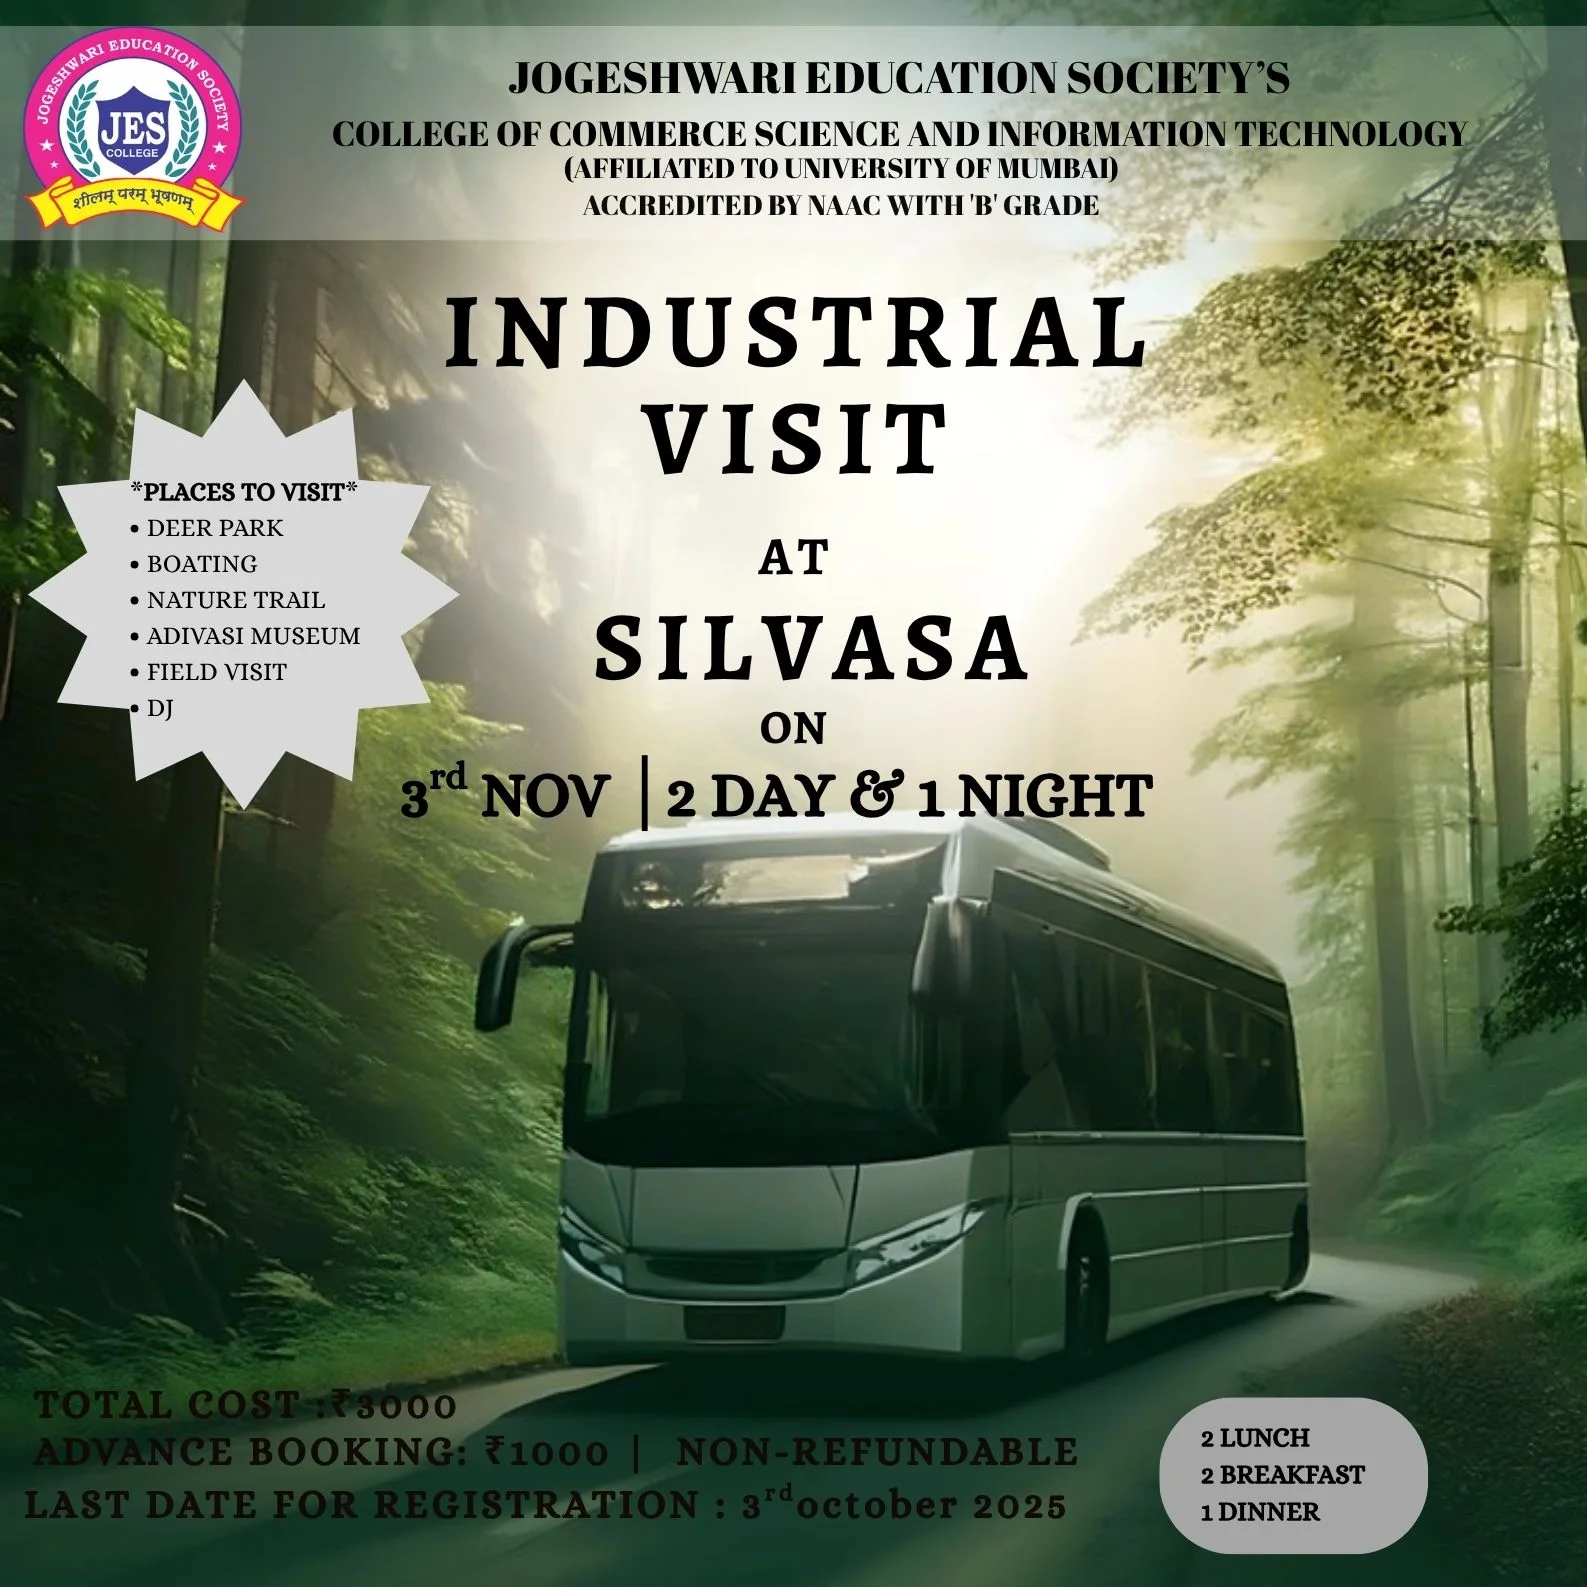 JOGESHWARI EDUCATION SOCIETY
JES
COLLEGE
शीलम् परम् भूषणम्
JOGESHWARI EDUCATION SOCIETY’S
COLLEGE OF COMMERCE SCIENCE AND INFORMATION TECHNOLOGY
(AFFILIATED TO UNIVERSITY OF MUMBAI)
ACCREDITED BY NAAC WITH 'B' GRADE
INDUSTRIAL
VISIT
AT
SILVASA
ON
3rd NOV | 2 DAY & 1 NIGHT
*PLACES TO VISIT*
• DEER PARK
• BOATING
• NATURE TRAIL
• ADIVASI MUSEUM
• FIELD VISIT
• DJ
TOTAL COST :₹3000
ADVANCE BOOKING: ₹1000 | NON-REFUNDABLE
LAST DATE FOR REGISTRATION : 3rd october 2025
2 LUNCH
2 BREAKFAST
1 DINNER